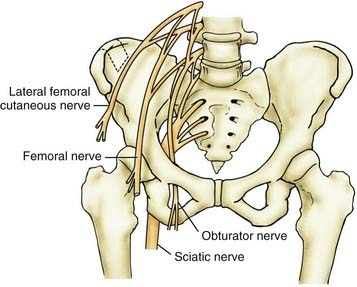 Lateral femoral
cutaneous nerve
Femoral nerve
Obturator nerve
Sciatic nerve